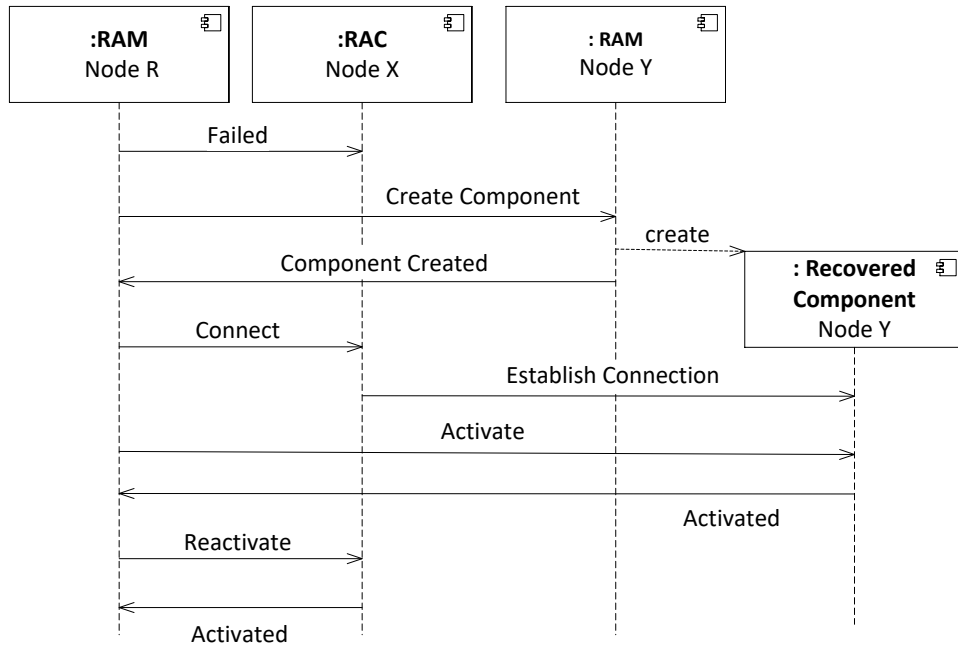 :RAM
Node R
:RAC
Node X
: RAM
Node Y
Failed
Create Component
create
Component Created
: Recovered
Component
Node Y
Connect
Establish Connection
Activate
Activated
Reactivate
Activated